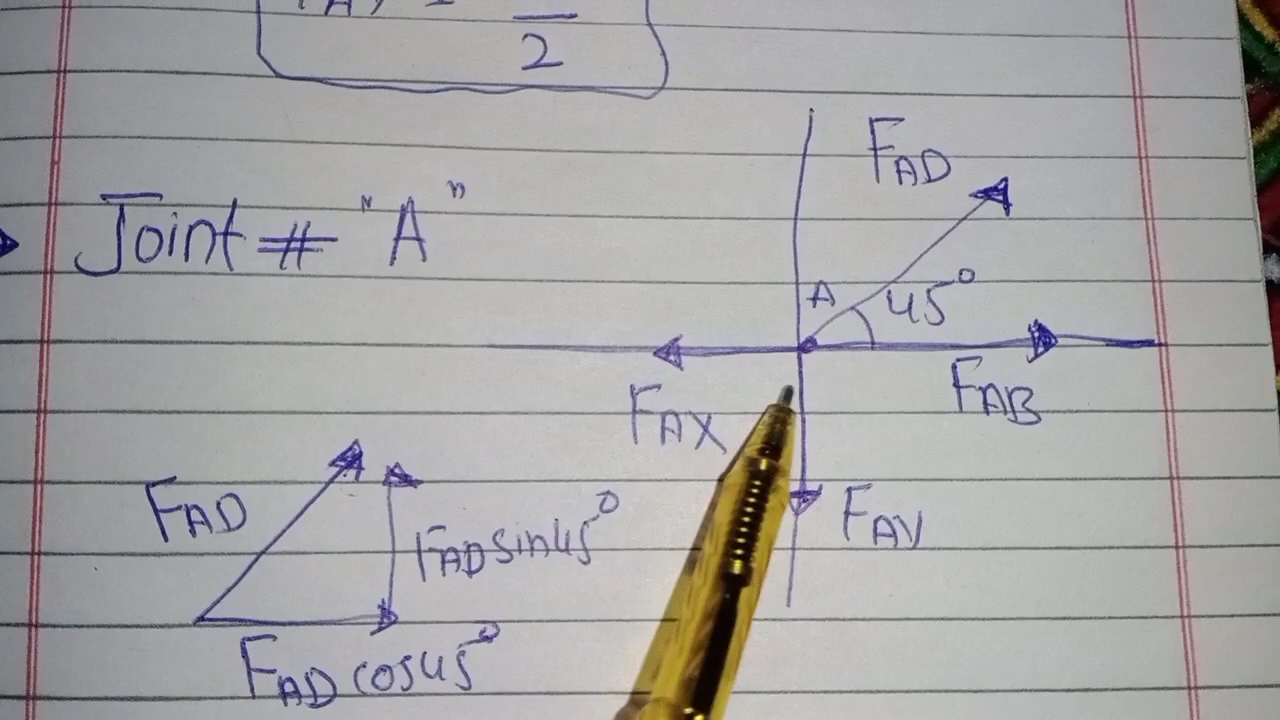 2
Joint # "A"
FAD
A
45°
FAX
FAB
FAY
FAD
FAD sin45°
FAD cos45°